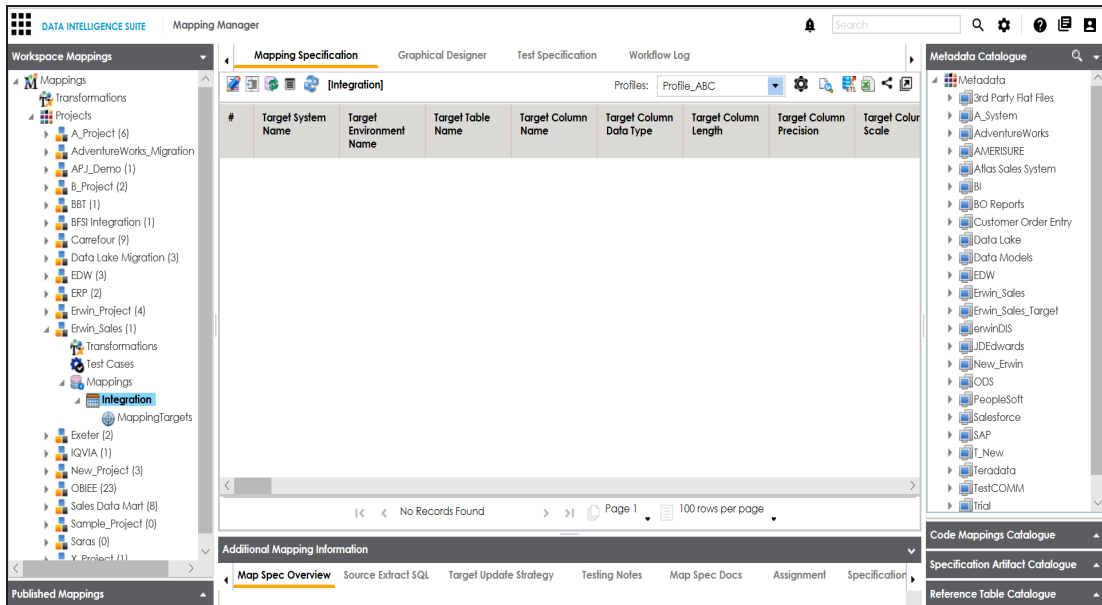 DATA INTELLIGENCE SUITE
Mapping Manager
Search
Workspace Mappings
Mappings
Transformations
Projects
A_Project (6)
AdventureWorks_Migration
APJ_Demo (1)
B_Project (2)
BBT (1)
BFSI Integration (1)
Carrefour (9)
Data Lake Migration (3)
EDW (3)
ERP (2)
Erwin_Project (4)
Erwin_Sales (1)
Transformations
Test Cases
Mappings
Integration
MappingTargets
Exeter (2)
IQVIA (1)
New_Project (3)
OBIEE (23)
Sales Data Mart (8)
Sample_Project (0)
Saras (0)
X_Project (1)
Published Mappings
Mapping Specification
Graphical Designer
Test Specification
Workflow Log
[Integration]
Profiles:
Profile_ABC
#
Target System
Name
Target
Environment
Name
Target Table
Name
Target Column
Name
Target Column
Data Type
Target Column
Length
Target Column
Precision
Target Colur
Scale
No Records Found
Page 1
100 rows per page
Additional Mapping Information
Map Spec Overview
Source Extract SQL
Target Update Strategy
Testing Notes
Map Spec Docs
Assignment
Specification
Metadata Catalogue
Metadata
3rd Party Flat Files
A_System
AdventureWorks
AMERISURE
Atlas Sales System
BI
BO Reports
Customer Order Entry
Data Lake
Data Models
EDW
Erwin_Sales
Erwin_Sales_Target
erwinDIS
JDEdwards
New_Erwin
ODS
PeopleSoft
Salesforce
SAP
T_New
Teradata
TestCOMM
Trial
Code Mappings Catalogue
Specification Artifact Catalogue
Reference Table Catalogue